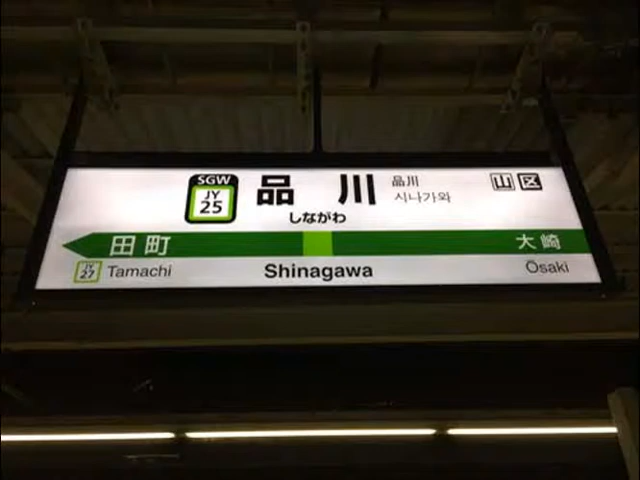 SGW
JY
25
品川
品川
시나가와
山 区
しながわ
田町
大崎
JY
27
Tamachi
Shinagawa
Ōsaki